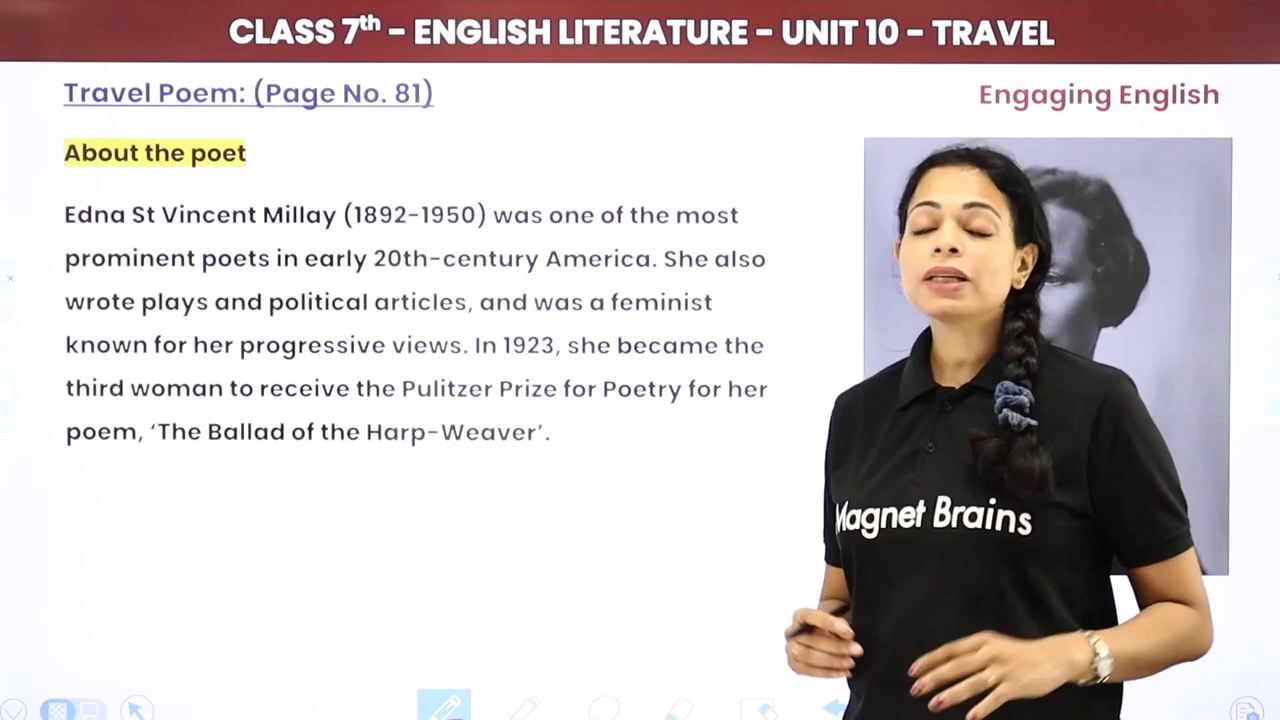 CLASS 7th – ENGLISH LITERATURE – UNIT 10 – TRAVEL
Travel Poem: (Page No. 81)
Engaging English
About the poet
Edna St Vincent Millay (1892-1950) was one of the most
prominent poets in early 20th-century America. She also
wrote plays and political articles, and was a feminist
known for her progressive views. In 1923, she became the
third woman to receive the Pulitzer Prize for Poetry for her
poem, ‘The Ballad of the Harp-Weaver’.
Magnet Brains